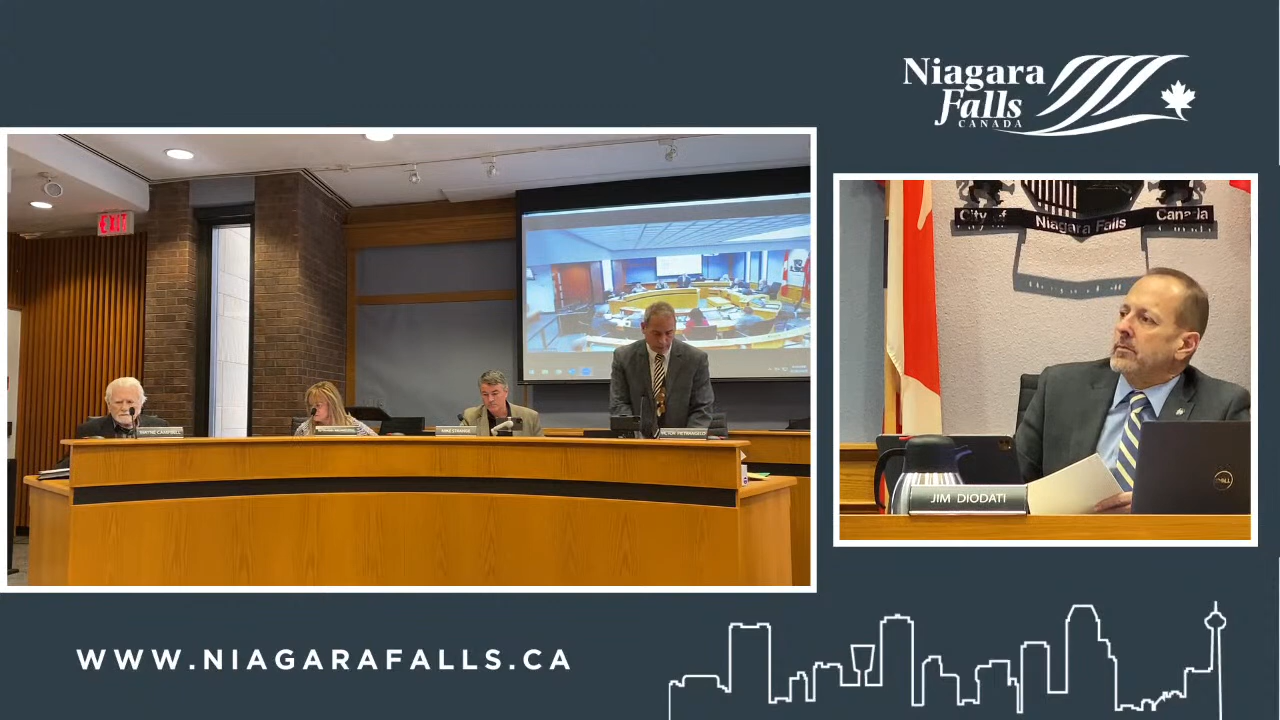 Niagara
Falls
CANADA
EXIT
City of
Niagara Falls
Canada
WAYNE CAMPBELL
MIKE STRANGE
VICTOR PIETRANGELO
JIM DIODATI
DELL
WWW.NIAGARAFALLS.CA